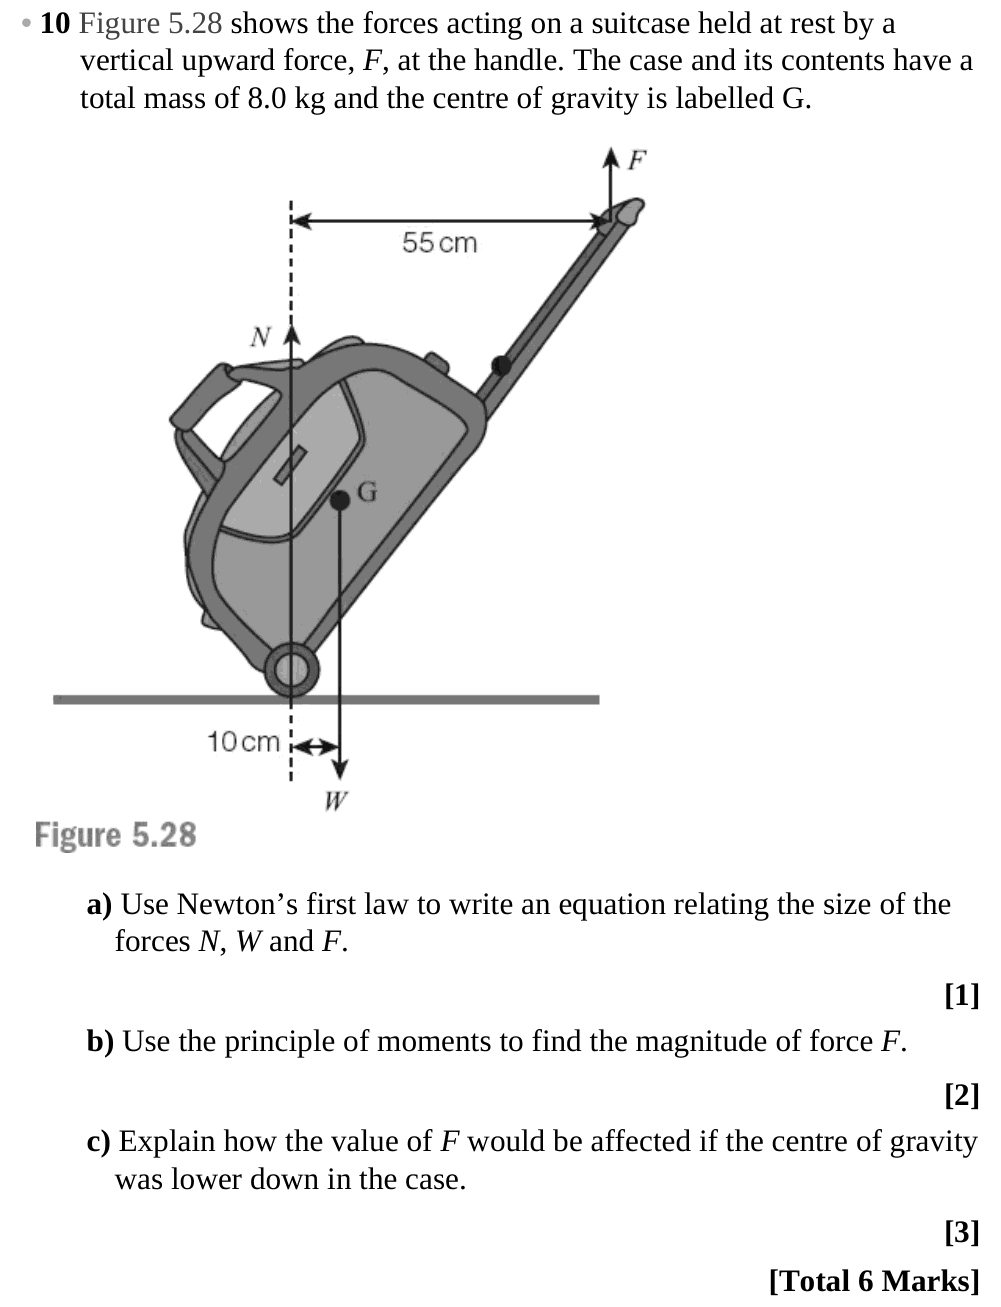 • 10 Figure 5.28 shows the forces acting on a suitcase held at rest by a
vertical upward force, F, at the handle. The case and its contents have a
total mass of 8.0 kg and the centre of gravity is labelled G.
F
55 cm
N
G
10 cm
W
Figure 5.28
a) Use Newton’s first law to write an equation relating the size of the
forces N, W and F.
[1]
b) Use the principle of moments to find the magnitude of force F.
[2]
c) Explain how the value of F would be affected if the centre of gravity
was lower down in the case.
[3]
[Total 6 Marks]